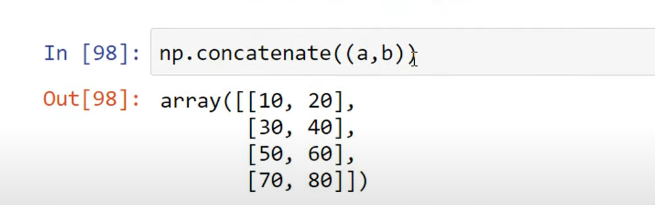 In [98]: np.concatenate((a,b))
Out[98]: array([[10, 20],
[30, 40],
[50, 60],
[70, 80]])